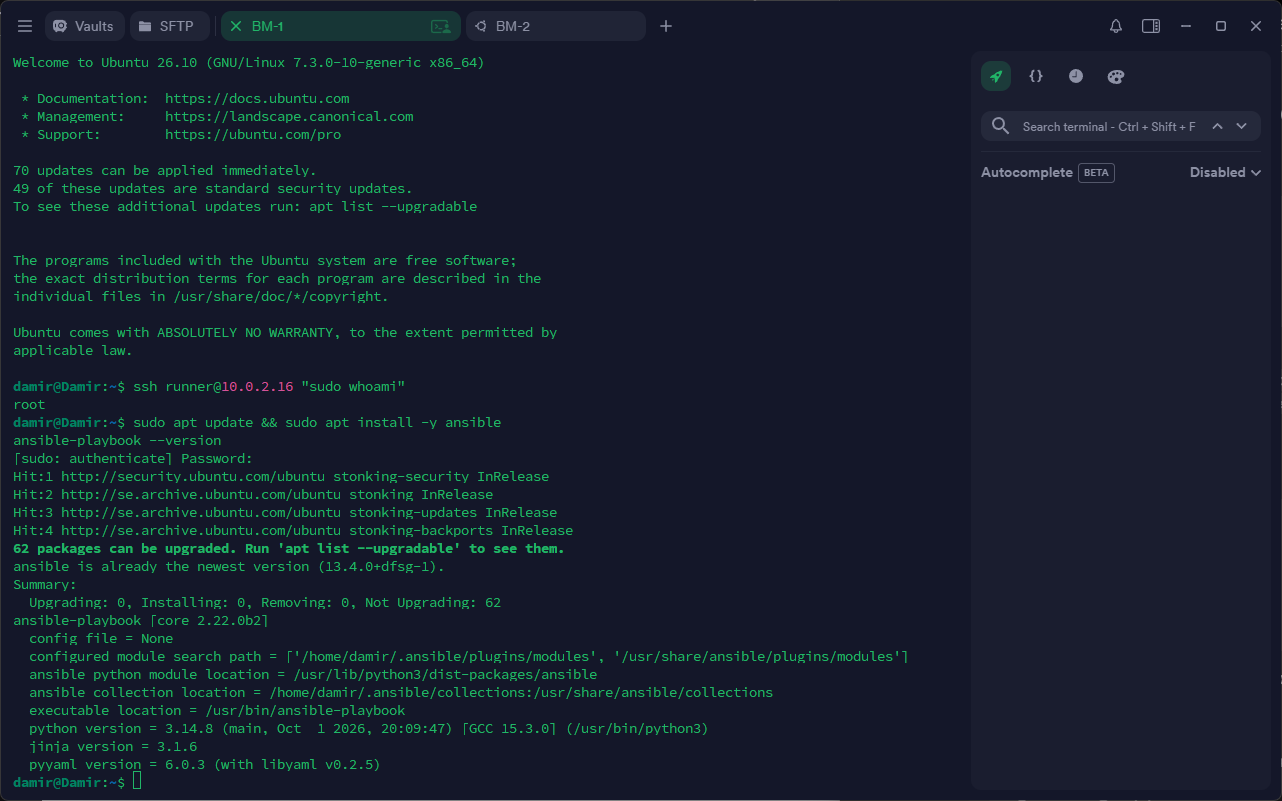 Vaults
SFTP
BM-1
BM-2
Welcome to Ubuntu 26.10 (GNU/Linux 7.3.0-10-generic x86_64)
* Documentation:  https://docs.ubuntu.com
* Management:     https://landscape.canonical.com
* Support:        https://ubuntu.com/pro
70 updates can be applied immediately.
49 of these updates are standard security updates.
To see these additional updates run: apt list --upgradable
The programs included with the Ubuntu system are free software;
the exact distribution terms for each program are described in the
individual files in /usr/share/doc/*/copyright.
Ubuntu comes with ABSOLUTELY NO WARRANTY, to the extent permitted by
applicable law.
damir@Damir:~$ ssh runner@10.0.2.16 "sudo whoami"
root
damir@Damir:~$ sudo apt update && sudo apt install -y ansible
ansible-playbook --version
[sudo: authenticate] Password:
Hit:1 http://security.ubuntu.com/ubuntu stonking-security InRelease
Hit:2 http://se.archive.ubuntu.com/ubuntu stonking InRelease
Hit:3 http://se.archive.ubuntu.com/ubuntu stonking-updates InRelease
Hit:4 http://se.archive.ubuntu.com/ubuntu stonking-backports InRelease
62 packages can be upgraded. Run 'apt list --upgradable' to see them.
ansible is already the newest version (13.4.0+dfsg-1).
Summary:
  Upgrading: 0, Installing: 0, Removing: 0, Not Upgrading: 62
ansible-playbook [core 2.22.0b2]
  config file = None
  configured module search path = ['/home/damir/.ansible/plugins/modules', '/usr/share/ansible/plugins/modules']
  ansible python module location = /usr/lib/python3/dist-packages/ansible
  ansible collection location = /home/damir/.ansible/collections:/usr/share/ansible/collections
  executable location = /usr/bin/ansible-playbook
  python version = 3.14.8 (main, Oct  1 2026, 20:09:47) [GCC 15.3.0] (/usr/bin/python3)
  jinja version = 3.1.6
  pyyaml version = 6.0.3 (with libyaml v0.2.5)
damir@Damir:~$
{}
Search terminal - Ctrl + Shift + F
Autocomplete BETA Disabled